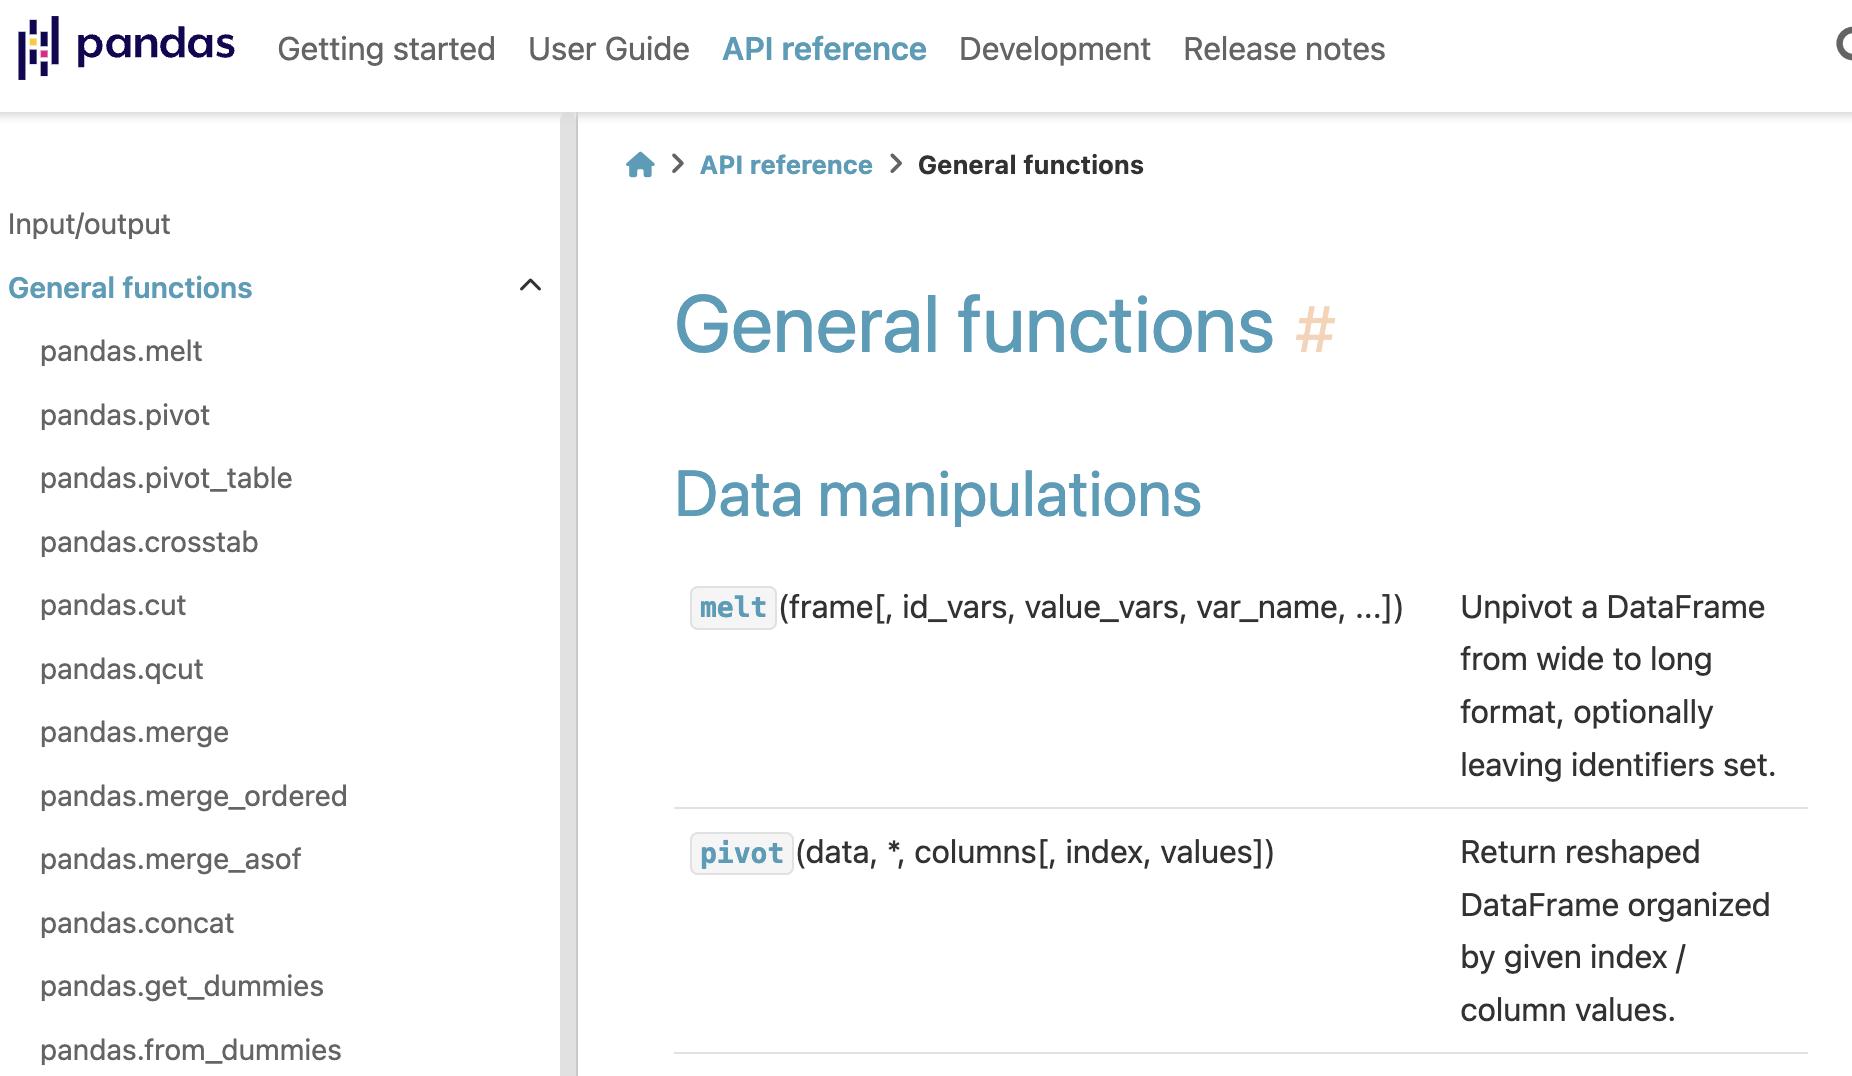 pandas Getting started User Guide API reference Development Release notes
Input/output
General functions
pandas.melt
pandas.pivot
pandas.pivot_table
pandas.crosstab
pandas.cut
pandas.qcut
pandas.merge
pandas.merge_ordered
pandas.merge_asof
pandas.concat
pandas.get_dummies
pandas.from_dummies
API reference > General functions
General functions #
Data manipulations
melt(frame[, id_vars, value_vars, var_name, ...])
Unpivot a DataFrame
from wide to long
format, optionally
leaving identifiers set.
pivot(data, *, columns[, index, values])
Return reshaped
DataFrame organized
by given index /
column values.